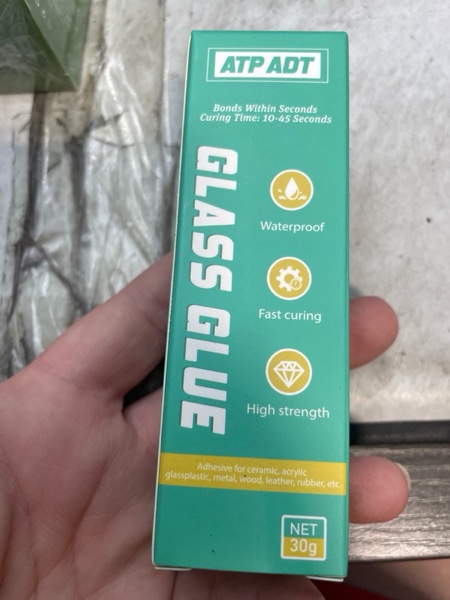 ATP ADT
Bonds Within Seconds
Curing Time: 10-45 Seconds
GLASS GLUE
Waterproof
Fast curing
High strength
Adhesive for ceramic, acrylic
glassplastic, metal, wood, leather, rubber, etc.
NET
30g